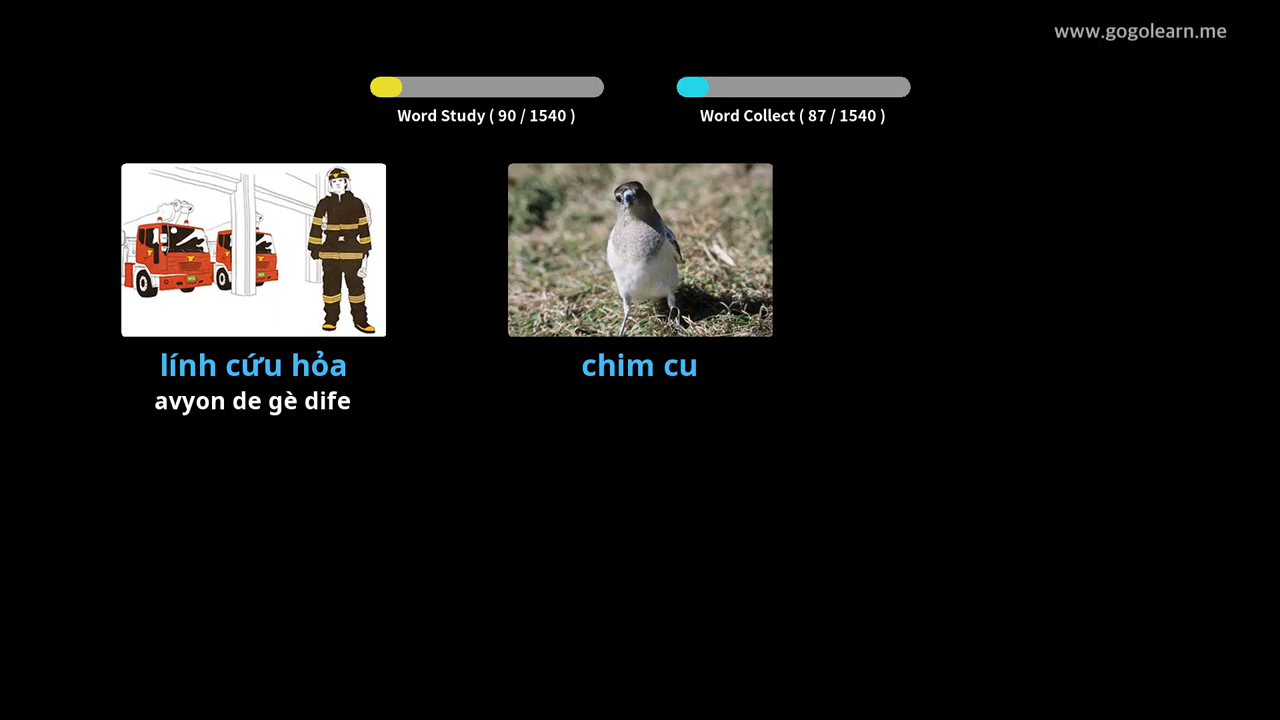 www.gogolearn.me
Word Study ( 90 / 1540 )
Word Collect ( 87 / 1540 )
lính cứu hỏa
avyon de gè dife
chim cu